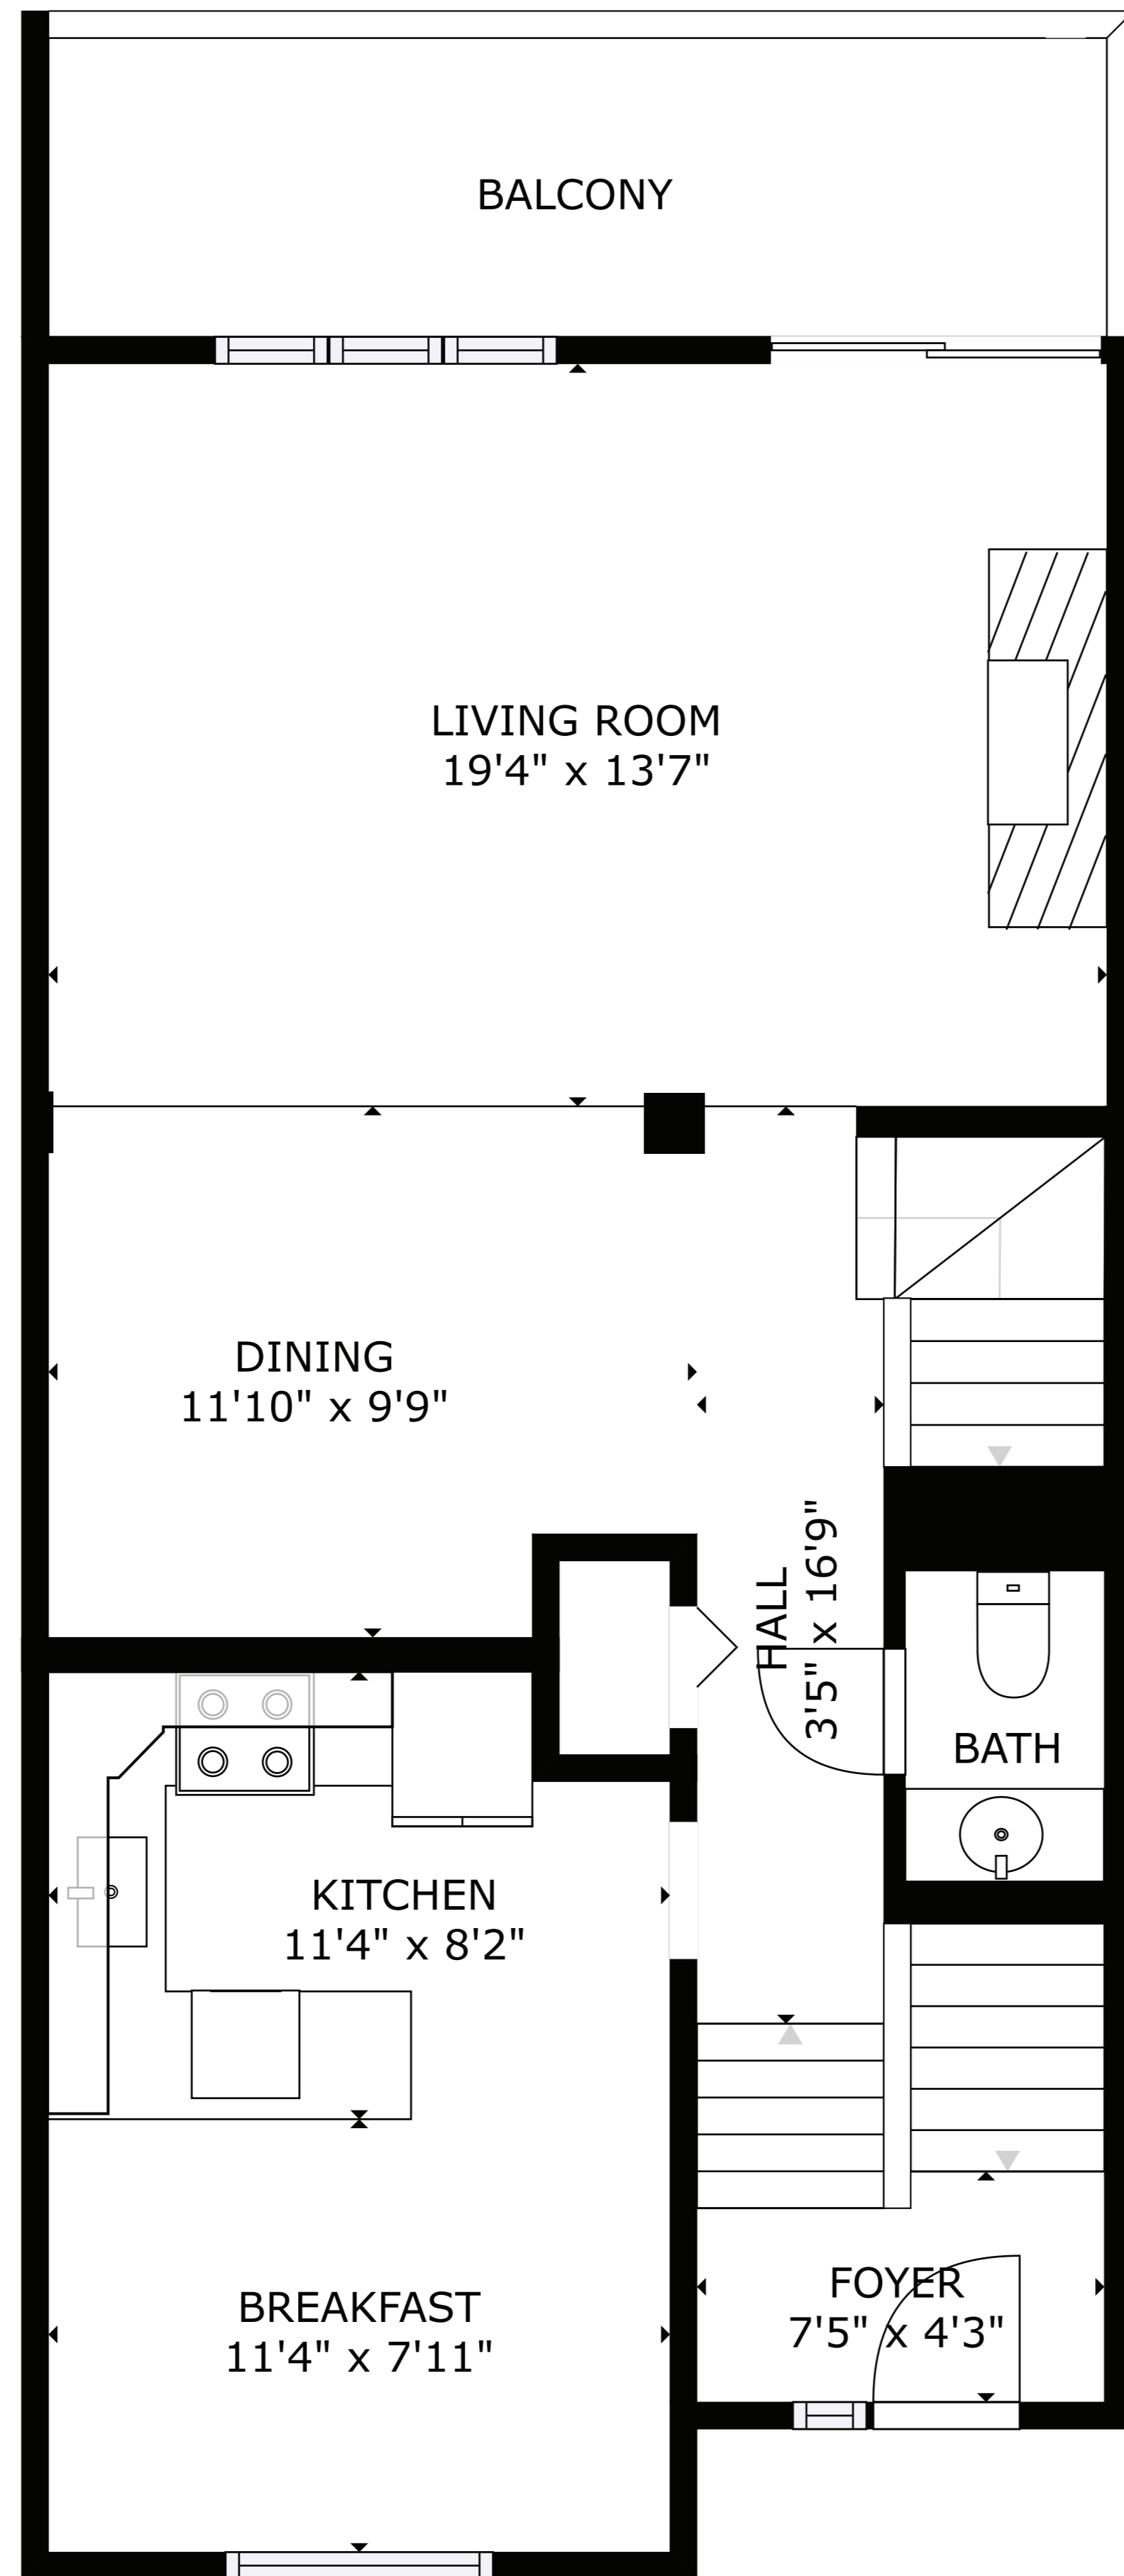 BALCONY
LIVING ROOM
19'4" x 13'7"
DINING
11'10" x 9'9"
HALL
3'5" x 16'9"
BATH
KITCHEN
11'4" x 8'2"
FOYER
7'5" x 4'3"
BREAKFAST
11'4" x 7'11"